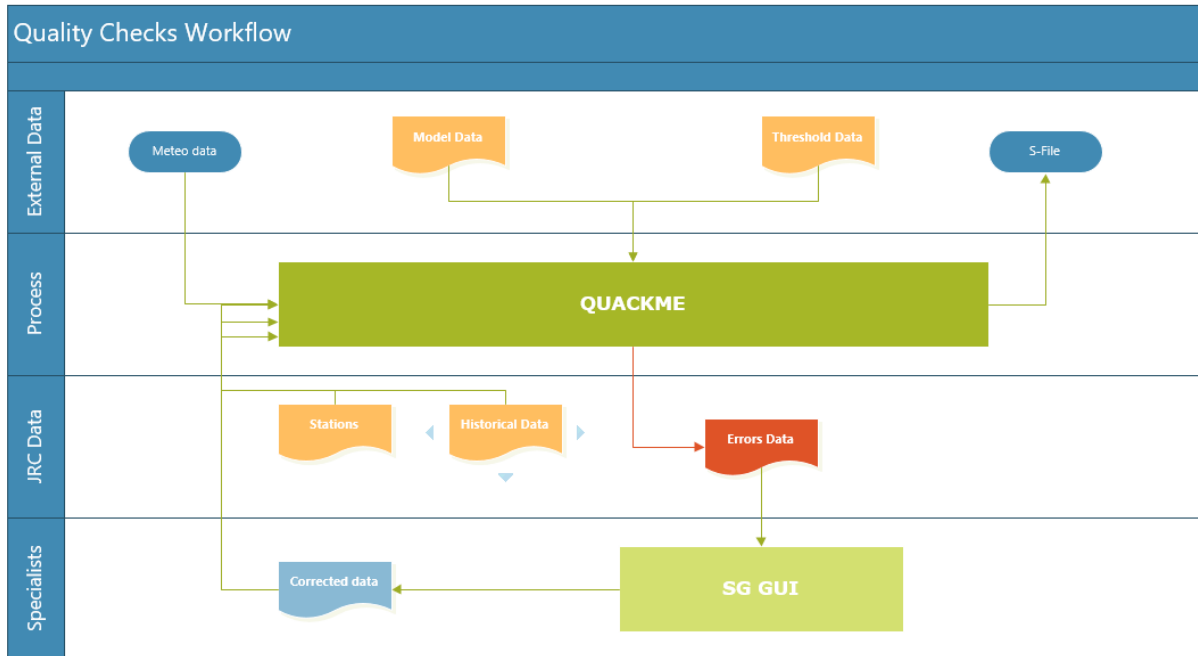 Quality Checks Workflow
External Data
Meteo data
Model Data
Threshold Data
S-File
Process
QUACKME
JRC Data
Stations
Historical Data
Errors Data
Specialists
Corrected data
SG GUI